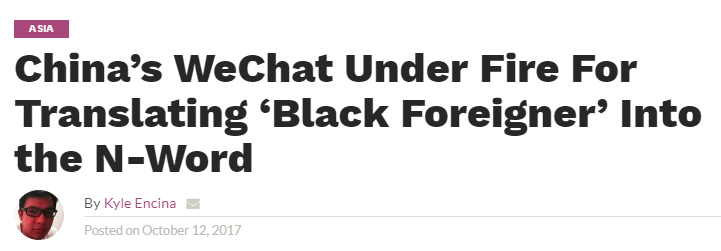 ASIA
China’s WeChat Under Fire For
Translating ‘Black Foreigner’ Into
the N-Word
By Kyle Encina
Posted on October 12, 2017